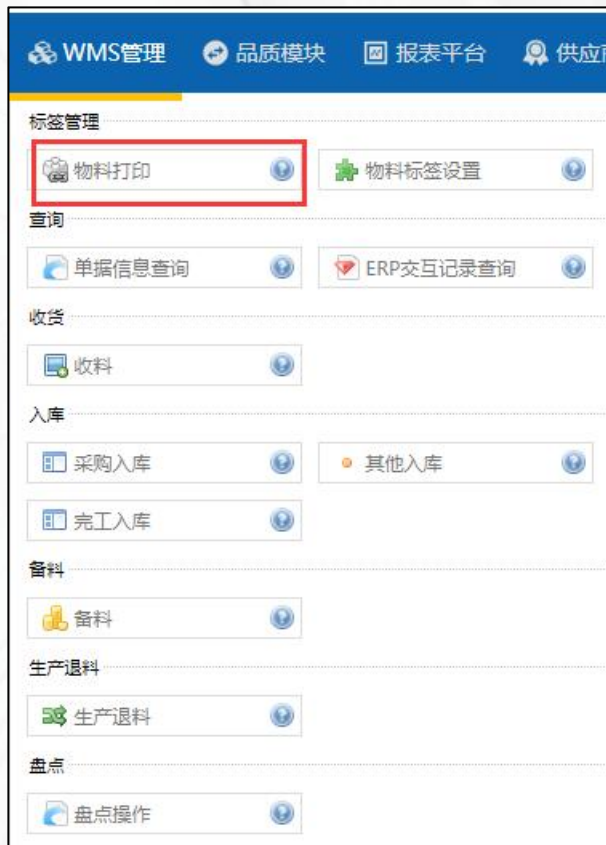 WMS管理 品质模块 报表平台 供应
标签管理
物料打印 物料标签设置
查询
单据信息查询 ERP交互记录查询
收货
收料
入库
采购入库 其他入库
完工入库
备料
备料
生产退料
生产退料
盘点
盘点操作